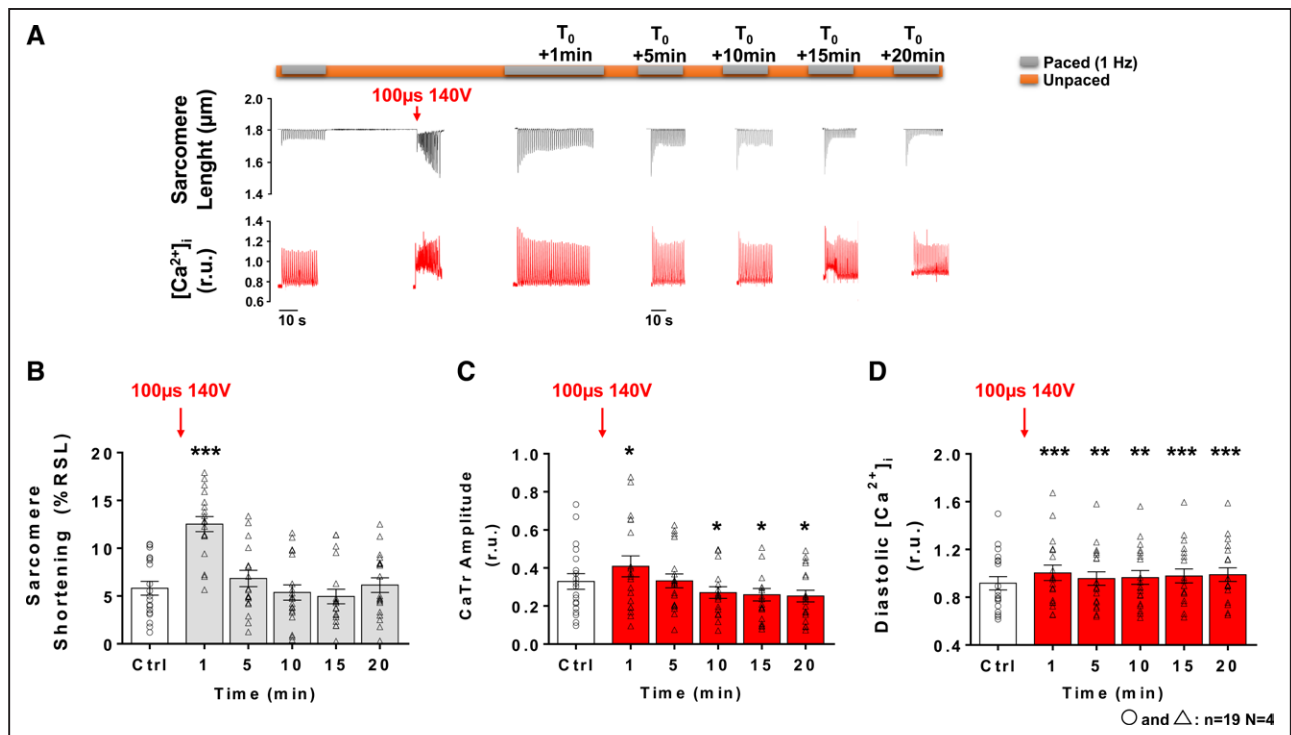 A
T0 +1min
T0 +5min
T0 +10min
T0 +15min
T0 +20min
Paced (1 Hz)
Unpaced
100µs 140V
Sarcomere
Lenght (µm)
2.0
1.8
1.6
1.4
[Ca2+]i
(r.u.)
1.4
1.2
1.0
0.8
0.6
10 s
10 s
B
100µs 140V
Sarcomere
Shortening (%RSL)
20
15
10
5
0
***
Ctrl 1 5 10 15 20
Time (min)
C
100µs 140V
CaTr Amplitude
(r.u.)
1.0
0.8
0.6
0.4
0.2
0.0
* * * *
Ctrl 1 5 10 15 20
Time (min)
D
100µs 140V
Diastolic [Ca2+]i
(r.u.)
2.0
1.6
1.2
0.8
0.4
*** ** ** *** ***
Ctrl 1 5 10 15 20
Time (min)
○ and △: n=19 N=4